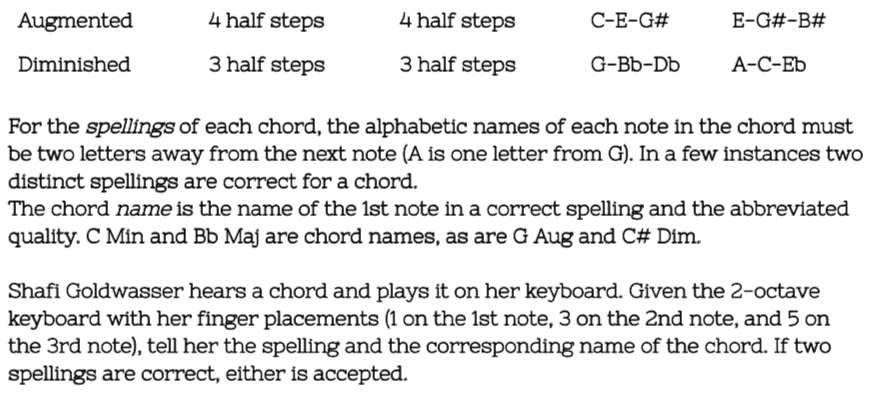 Augmented 4 half steps 4 half steps C-E-G# E-G#-B#
Diminished 3 half steps 3 half steps G-Bb-Db A-C-Eb
For the spellings of each chord, the alphabetic names of each note in the chord must
be two letters away from the next note (A is one letter from G). In a few instances two
distinct spellings are correct for a chord.
The chord name is the name of the 1st note in a correct spelling and the abbreviated
quality. C Min and Bb Maj are chord names, as are G Aug and C# Dim.
Shafi Goldwasser hears a chord and plays it on her keyboard. Given the 2-octave
keyboard with her finger placements (1 on the 1st note, 3 on the 2nd note, and 5 on
the 3rd note), tell her the spelling and the corresponding name of the chord. If two
spellings are correct, either is accepted.